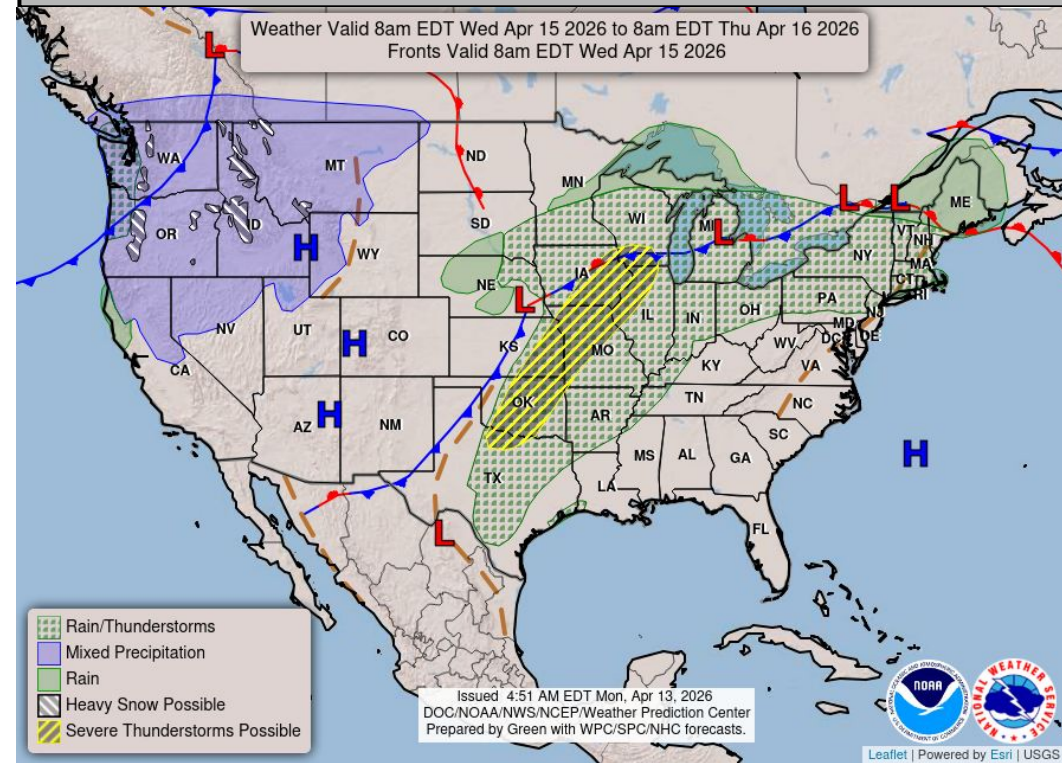 Weather Valid 8am EDT Wed Apr 15 2026 to 8am EDT Thu Apr 16 2026
Fronts Valid 8am EDT Wed Apr 15 2026
L
WA
MT
ND
MN
OR
ID
SD
WI
MI
L
L
L
ME
VT
NH
H
WY
NE
IA
NY
MA
CT
RI
L
NV
UT
H
CO
KS
MO
IL
IN
OH
PA
NJ
MD
DC
DE
WV
VA
KY
CA
AZ
H
NM
OK
AR
TN
NC
SC
H
TX
LA
MS
AL
GA
FL
L
Rain/Thunderstorms
Mixed Precipitation
Rain
Heavy Snow Possible
Severe Thunderstorms Possible
Issued 4:51 AM EDT Mon, Apr 13, 2026
DOC/NOAA/NWS/NCEP/Weather Prediction Center
Prepared by Green with WPC/SPC/NHC forecasts.
NOAA
NATIONAL WEATHER SERVICE
Leaflet | Powered by Esri | USGS